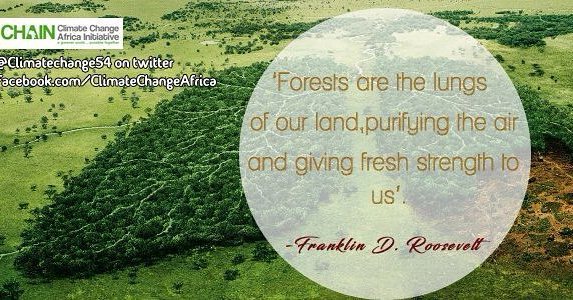 CHAIN
Climate Change
Africa Initiative
a greener world... possible together
@Climatechange54 on twitter
facebook.com/ClimateChangeAfrica
'Forests are the lungs
of our land,purifying the air
and giving fresh strength to
us'.
-Franklin D. Roosevelt